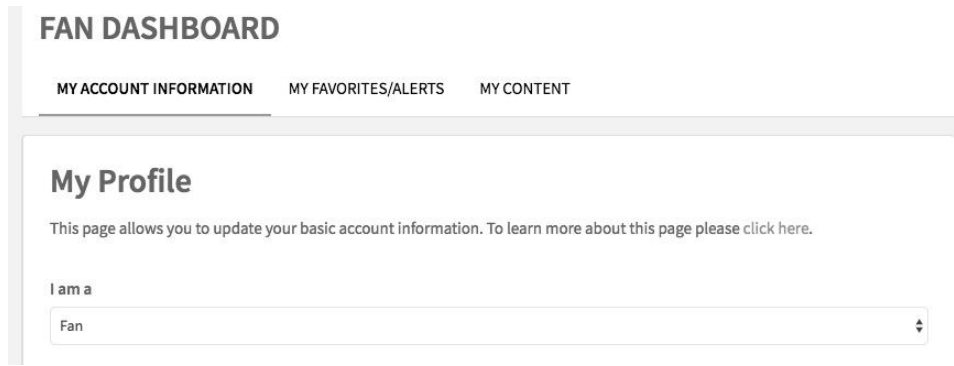 FAN DASHBOARD
MY ACCOUNT INFORMATION MY FAVORITES/ALERTS MY CONTENT
My Profile
This page allows you to update your basic account information. To learn more about this page please click here.
I am a
Fan